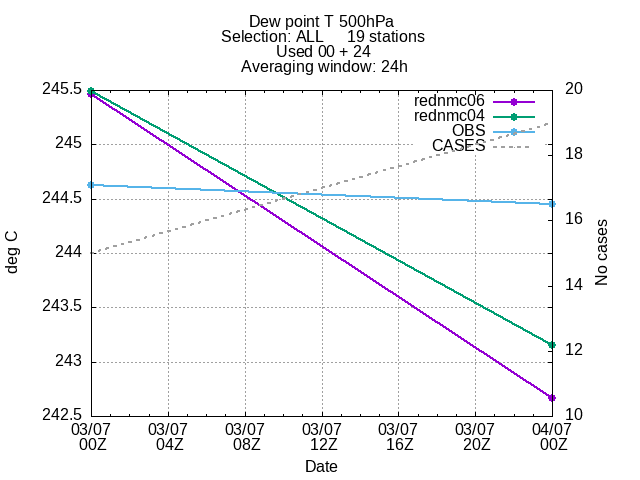 Dew point T 500hPa
Selection: ALL 19 stations
Used 00 + 24
Averaging window: 24h
245.5
245
244.5
244
243.5
243
242.5
deg C
20
18
16
14
12
10
No cases
rednmc06
rednmc04
OBS
CASES
03/07 03/07 03/07 03/07 03/07 03/07 04/07
00Z 04Z 08Z 12Z 16Z 20Z 00Z
Date